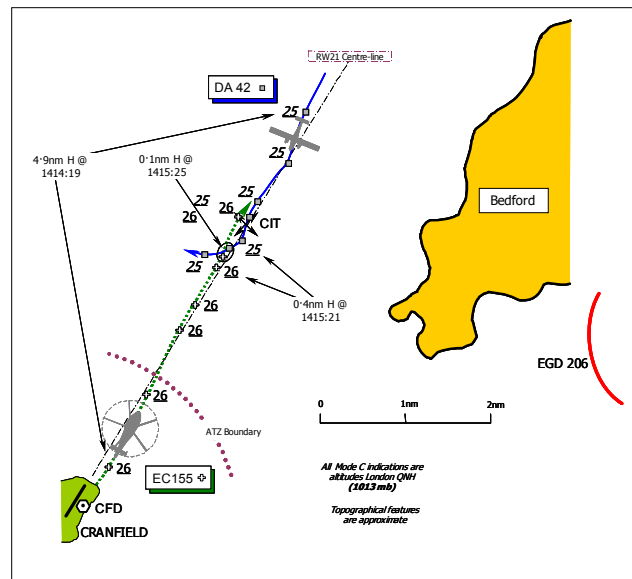 RW21 Centre-line
DA 42
25
4·9nm H @
1414:19
0·1nm H @
1415:25
25
25
26
25
26
CIT
Bedford
25
25
26
0·4nm H @
1415:21
26
26
EGD 206
26
0
1nm
2nm
ATZ Boundary
26
EC155
All Mode C indications are
altitudes London QNH
(1013 mb)
Topographical features
are approximate
CFD
CRANFIELD